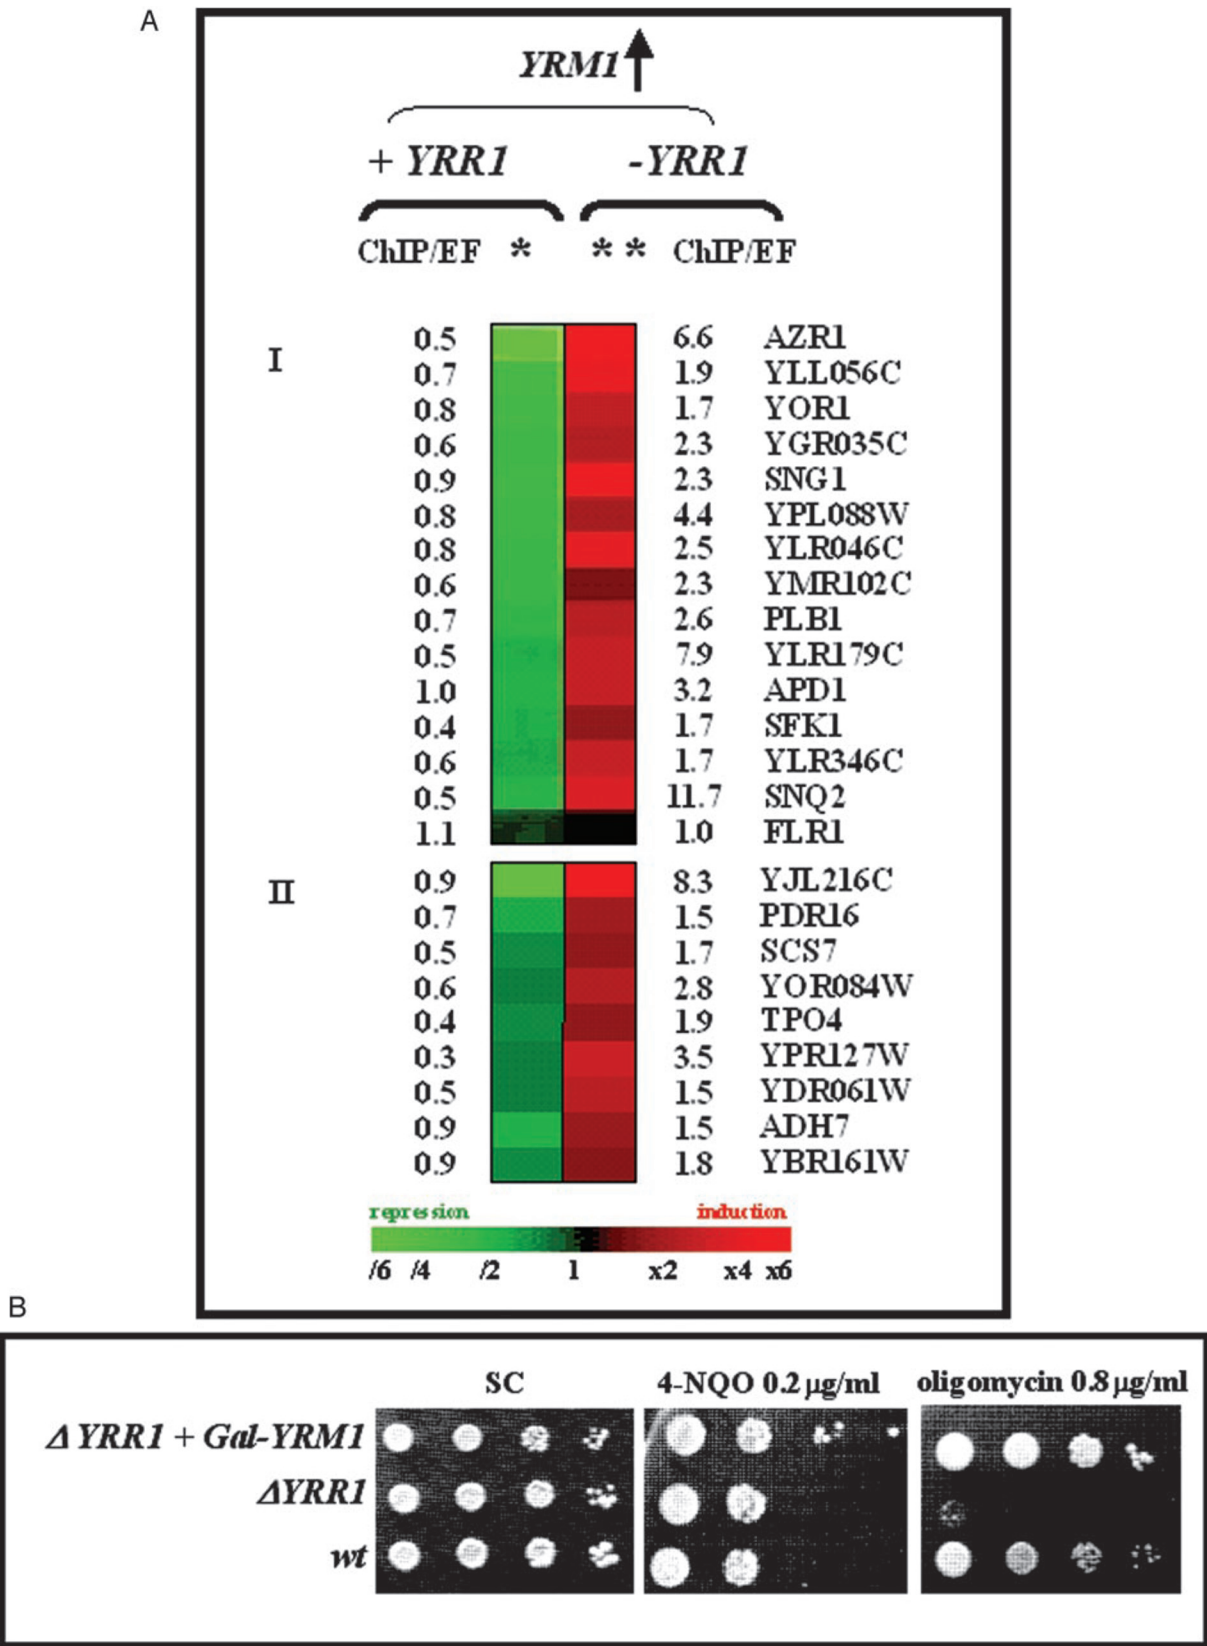 A
YRM1
+ YRR1 -YRR1
ChIP/EF * ** ChIP/EF
I
0.5 6.6 AZR1
0.7 1.9 YLL056C
0.8 1.7 YOR1
0.6 2.3 YGR035C
0.9 2.3 SNG1
0.8 4.4 YPL088W
0.8 2.5 YLR046C
0.6 2.3 YMR102C
0.7 2.6 PLB1
0.5 7.9 YLR179C
1.0 3.2 APD1
0.4 1.7 SFK1
0.6 1.7 YLR346C
0.5 11.7 SNQ2
1.1 1.0 FLR1
II
0.9 8.3 YJL216C
0.7 1.5 PDR16
0.5 1.7 SCS7
0.6 2.8 YOR084W
0.4 1.9 TPO4
0.3 3.5 YPR127W
0.5 1.5 YDR061W
0.9 1.5 ADH7
0.9 1.8 YBR161W
repression induction
/6 /4 /2 1 x2 x4 x6
B
SC 4-NQO 0.2 µg/ml oligomycin 0.8 µg/ml
Δ YRR1 + Gal-YRM1
ΔYRR1
wt